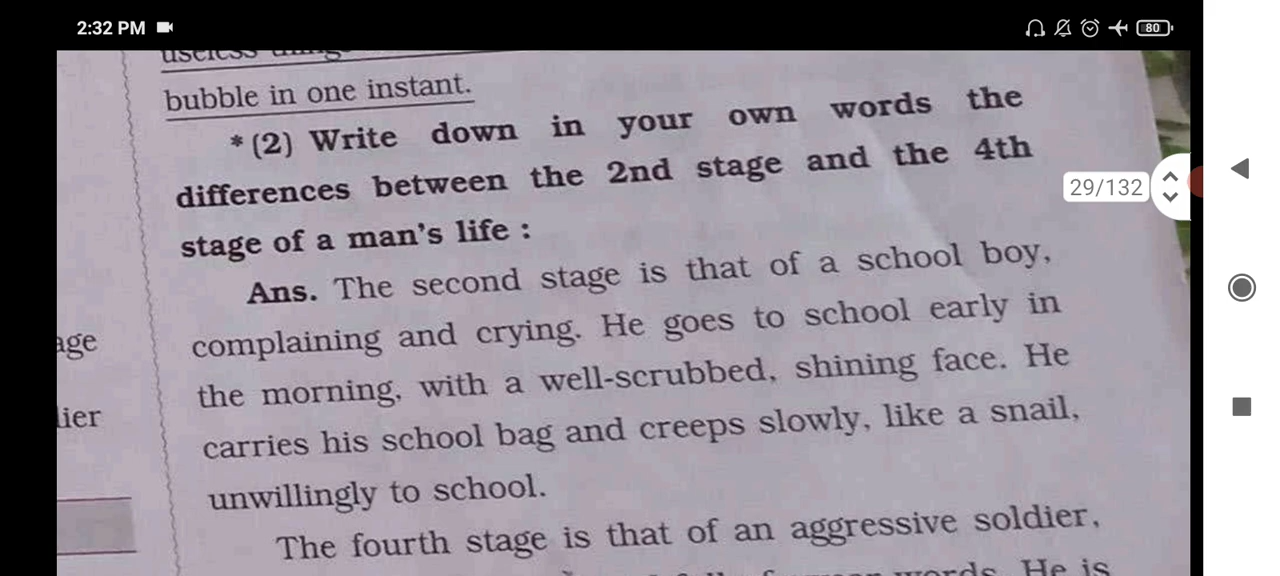 2:32 PM
80
bubble in one instant.
*(2) Write down in your own words the
differences between the 2nd stage and the 4th
29/132
stage of a man's life :
Ans. The second stage is that of a school boy,
complaining and crying. He goes to school early in
age
the morning, with a well-scrubbed, shining face. He
lier
carries his school bag and creeps slowly, like a snail,
unwillingly to school.
The fourth stage is that of an aggressive soldier,
words. He is